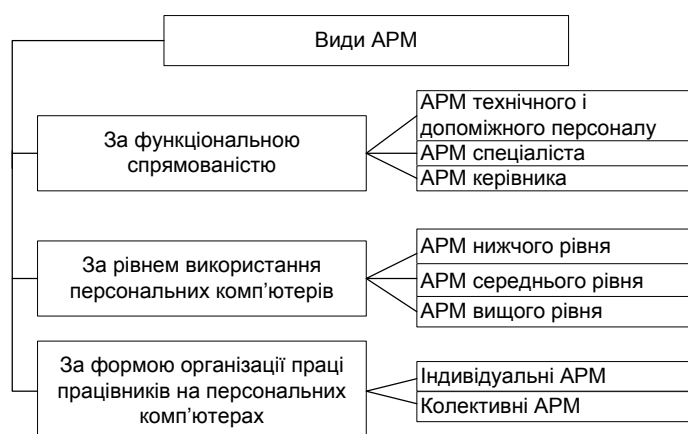 Види АРМ
За функціональною
спрямованістю
АРМ технічного і
допоміжного персоналу
АРМ спеціаліста
АРМ керівника
За рівнем використання
персональних комп'ютерів
АРМ нижчого рівня
АРМ середнього рівня
АРМ вищого рівня
За формою організації праці
працівників на персональних
комп'ютерах
Індивідуальні АРМ
Колективні АРМ